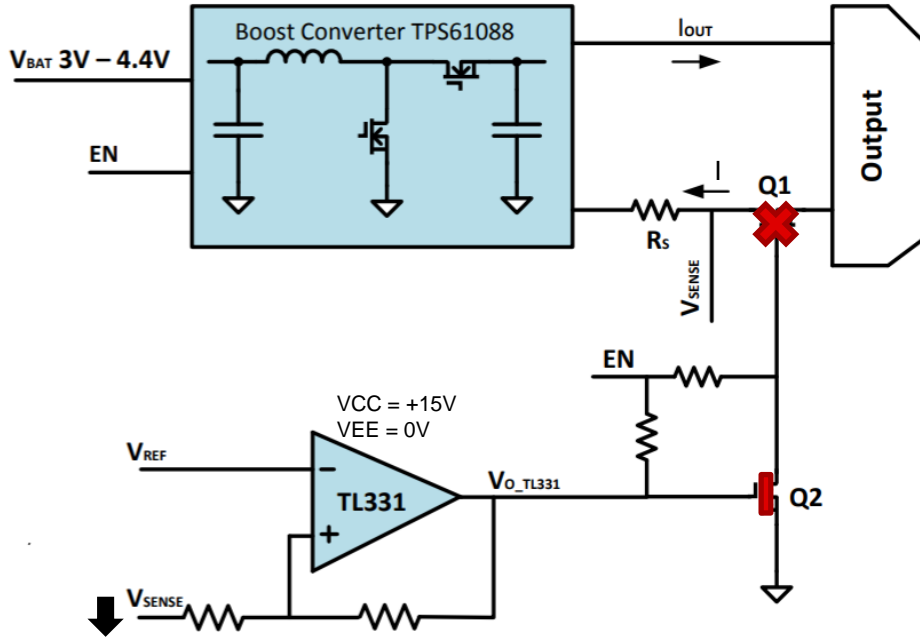 Boost Converter TPS61088
VBAT 3V – 4.4V
EN
IOUT
Output
I
Q1
RS
VSENSE
EN
VCC = +15V
VEE = 0V
VREF
–
TL331
+
VO_TL331
Q2
VSENSE